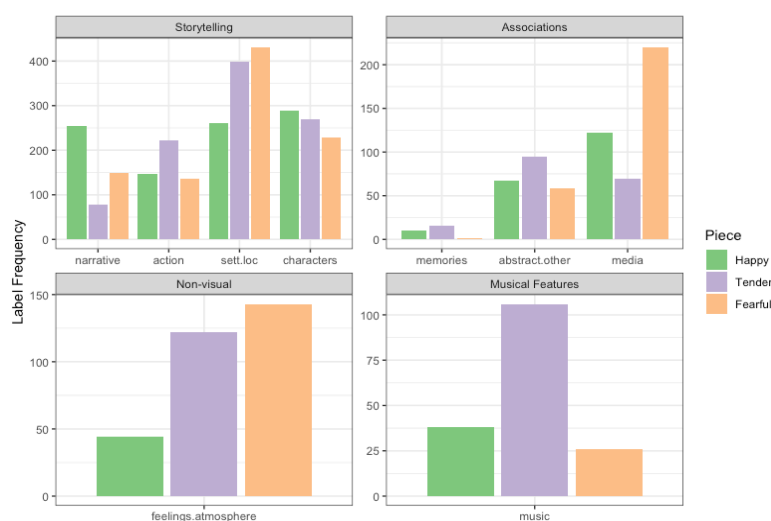 Storytelling
Associations
400
300
200
100
0
narrative action sett.loc characters
200
150
100
50
0
memories abstract.other media
Label Frequency
Non-visual
Musical Features
150
100
50
0
feelings.atmosphere
100
75
50
25
0
music
Piece
Happy
Tender
Fearful